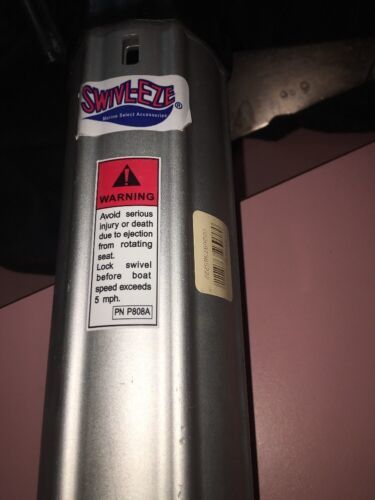 SWIVL-EZE®
Marine Select Accessories
WARNING
Avoid serious
injury or death
due to ejection
from rotating
seat.
Lock swivel
before boat
speed exceeds
5 mph.
PN P808A